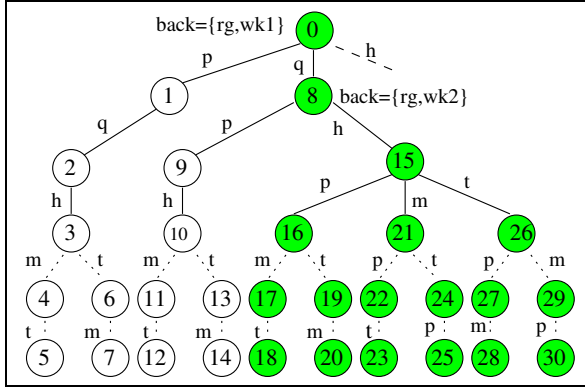 back={rg,wk1} 0
p q h
1 8 back={rg,wk2}
q p h
2 9 15
h h p m t
3 10 16 21 26
m t m t m t p t p m
4 6 11 13 17 19 22 24 27 29
t m t m t m t p m p
5 7 12 14 18 20 23 25 28 30